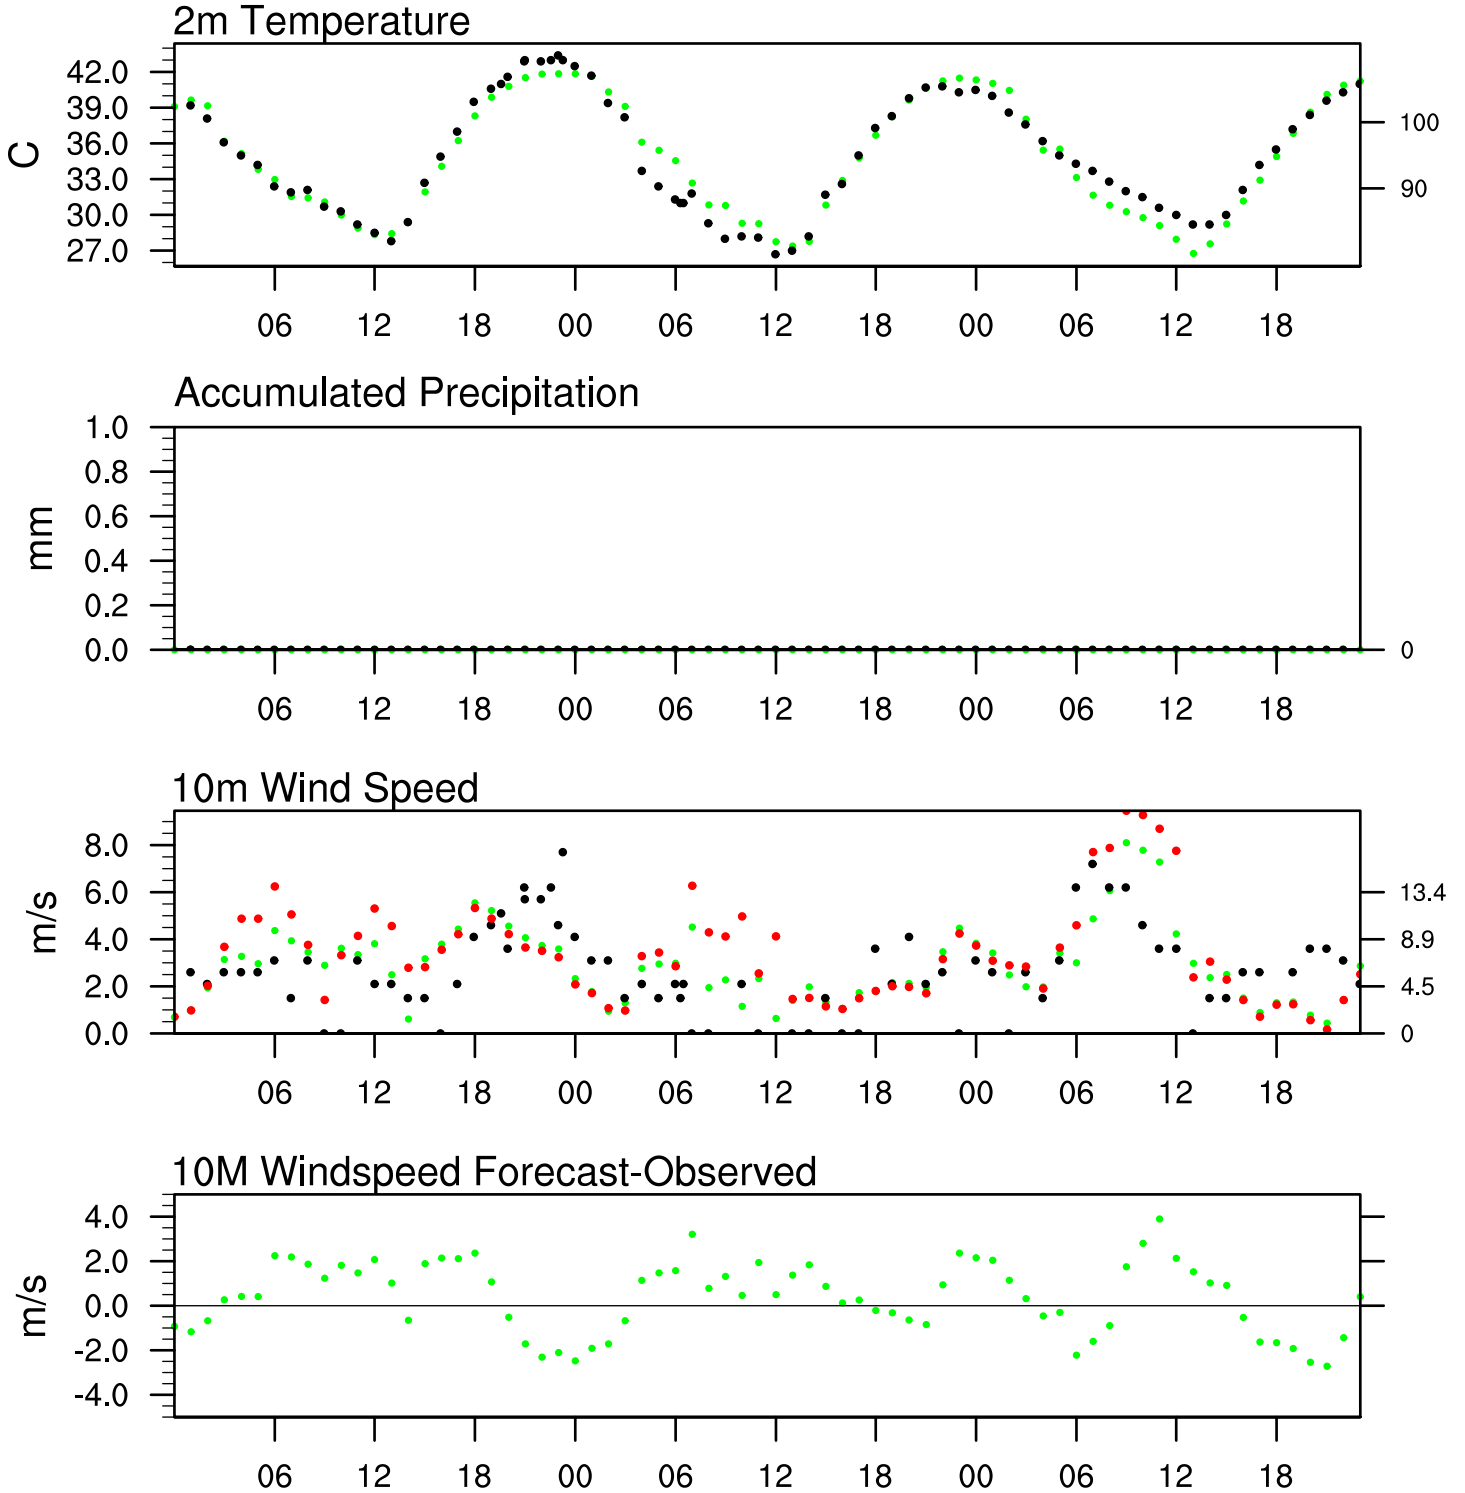 2m Temperature
42.0
39.0
36.0
33.0
30.0
27.0
C
100
90
06 12 18 00 06 12 18 00 06 12 18
Accumulated Precipitation
1.0
0.8
0.6
0.4
0.2
0.0
mm
0
06 12 18 00 06 12 18 00 06 12 18
10m Wind Speed
8.0
6.0
4.0
2.0
0.0
m/s
13.4
8.9
4.5
0
06 12 18 00 06 12 18 00 06 12 18
10M Windspeed Forecast-Observed
4.0
2.0
0.0
-2.0
-4.0
m/s
06 12 18 00 06 12 18 00 06 12 18